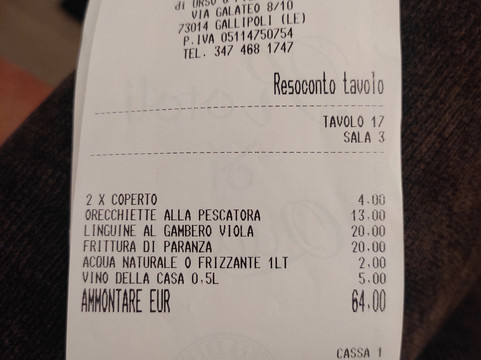 di ORSO
VIA GALATEO 8/10
73014 GALLIPOLI (LE)
P.IVA 05114750754
TEL. 347 468 1747
Resoconto tavolo
TAVOLO 17
SALA 3
2 X COPERTO 4.00
ORECCHIETTE ALLA PESCATORA 13.00
LINGUINE AL GAMBERO VIOLA 20.00
FRITTURA DI PARANZA 20.00
ACQUA NATURALE O FRIZZANTE 1LT 2.00
VINO DELLA CASA 0,5L 5.00
AMMONTARE EUR 64.00
CASSA 1